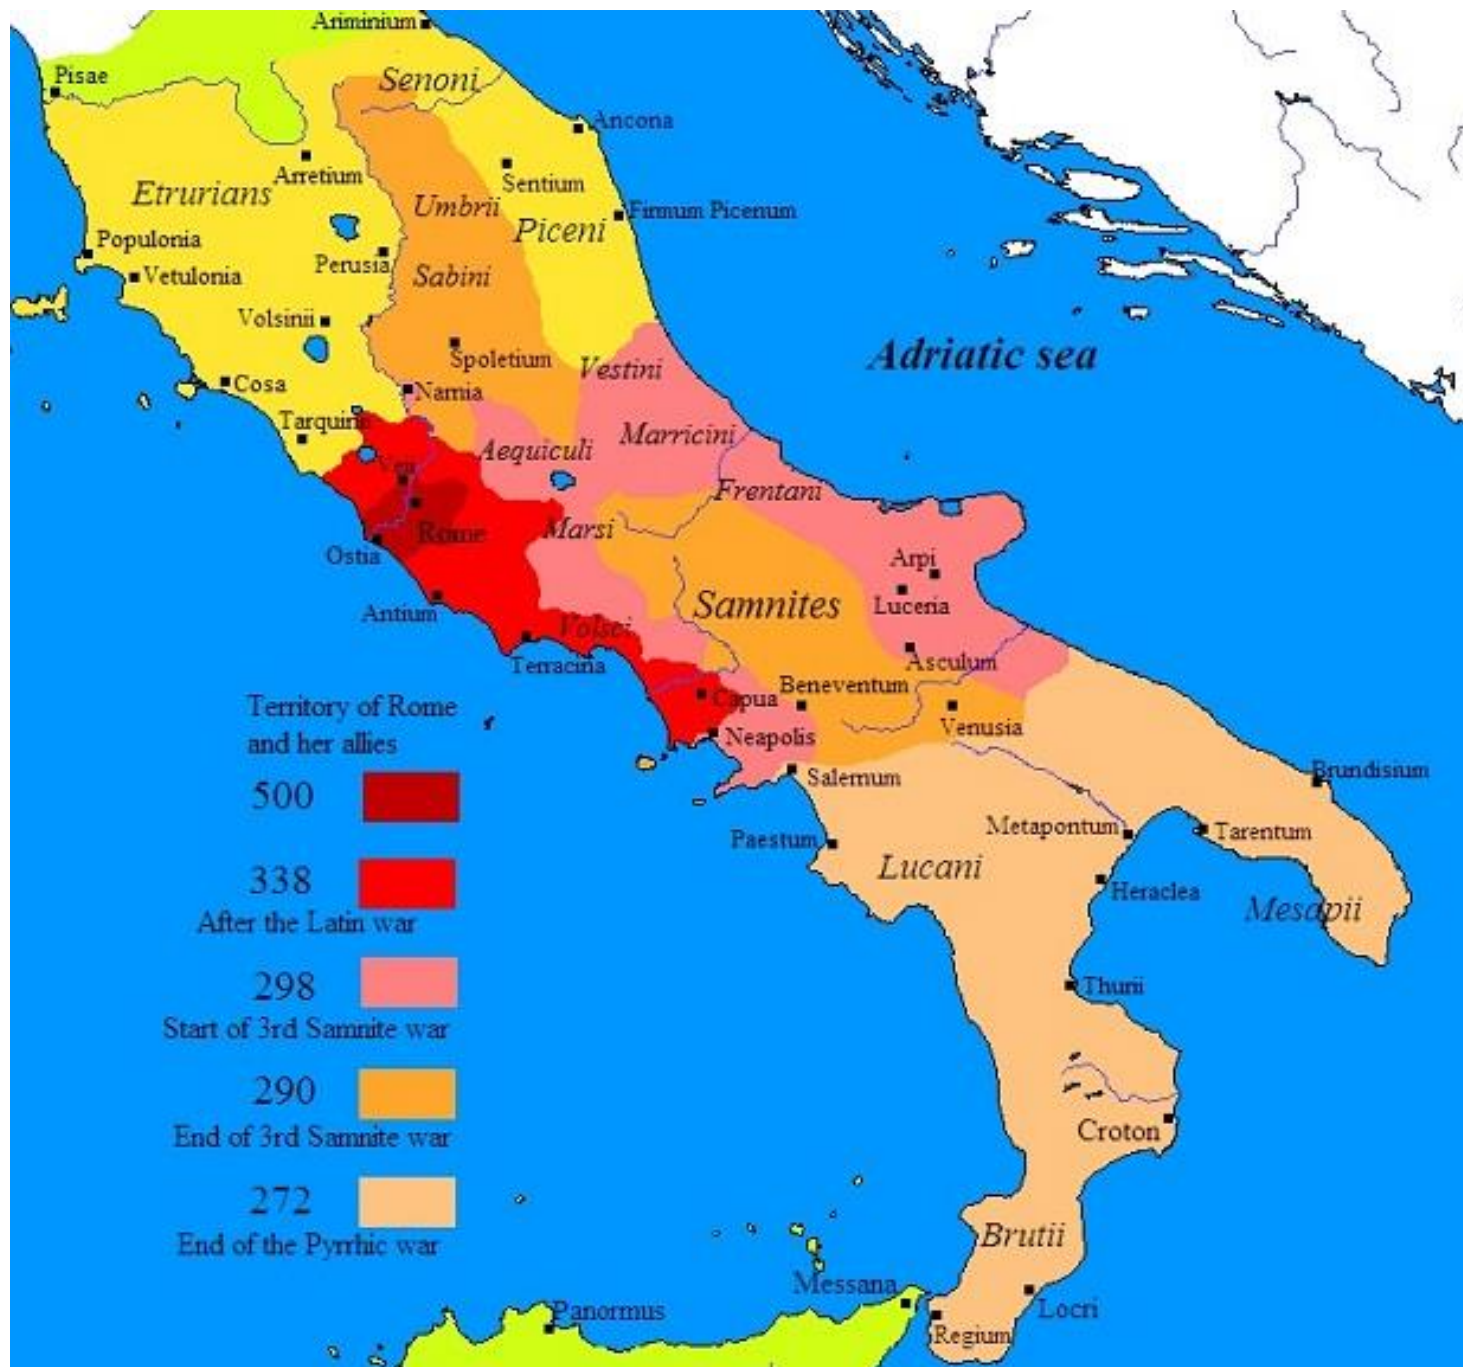 Ariminium
Pisae
Senoni
Ancona
Arretium
Sentium
Etrurians
Umbrii
Firmum Picenum
Piceni
Populonia
Perusia
Sabini
Vetulonia
Volsinii
Adriatic sea
Spoletium
Vestini
Cosa
Narnia
Tarquinii
Marricini
Aequiculi
Veii
Frentani
Rome
Marsi
Ostia
Arpi
Samnites
Luceria
Antium
Volsci
Terracina
Asculum
Beneventum
Capua
Venusia
Neapolis
Territory of Rome
and her allies
Salernum
Brundisium
500
Metapontum
Tarentum
Paestum
Lucani
338
Heraclea
Mesapii
After the Latin war
298
Thurii
Start of 3rd Samnite war
290
End of 3rd Samnite war
Croton
272
End of the Pyrrhic war
Brutii
Messana
Panormus
Locri
Regium